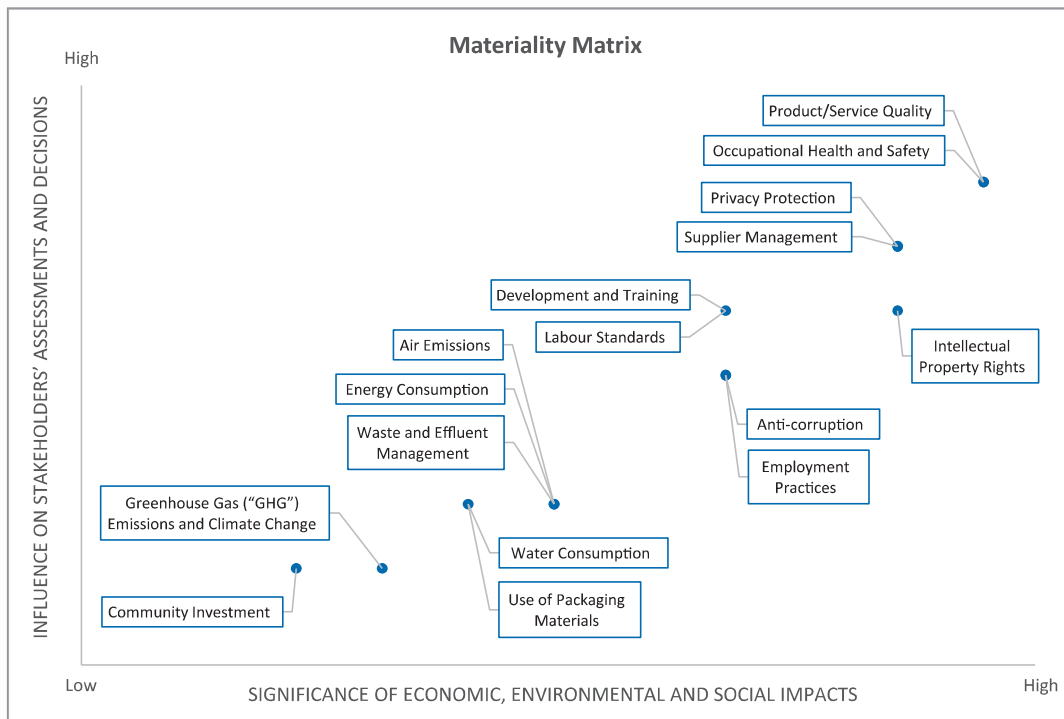 Materiality Matrix
High
INFLUENCE ON STAKEHOLDERS’ ASSESSMENTS AND DECISIONS
Product/Service Quality
Occupational Health and Safety
Privacy Protection
Supplier Management
Development and Training
Labour Standards
Intellectual
Property Rights
Air Emissions
Energy Consumption
Waste and Effluent
Management
Anti-corruption
Employment
Practices
Greenhouse Gas (“GHG”)
Emissions and Climate Change
Water Consumption
Use of Packaging
Materials
Community Investment
Low
SIGNIFICANCE OF ECONOMIC, ENVIRONMENTAL AND SOCIAL IMPACTS
High